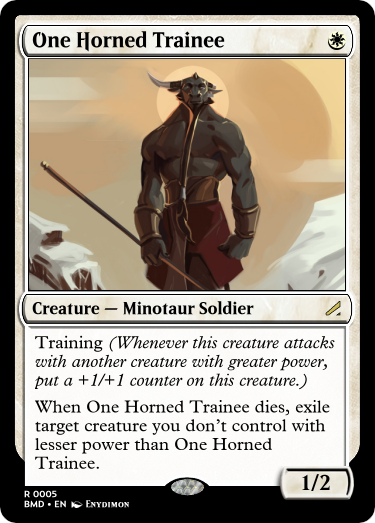 One Horned Trainee
Creature — Minotaur Soldier
Training (Whenever this creature attacks
with another creature with greater power,
put a +1/+1 counter on this creature.)
When One Horned Trainee dies, exile
target creature you don't control with
lesser power than One Horned
Trainee.
1/2
R 0005
BMD • EN Enydimon